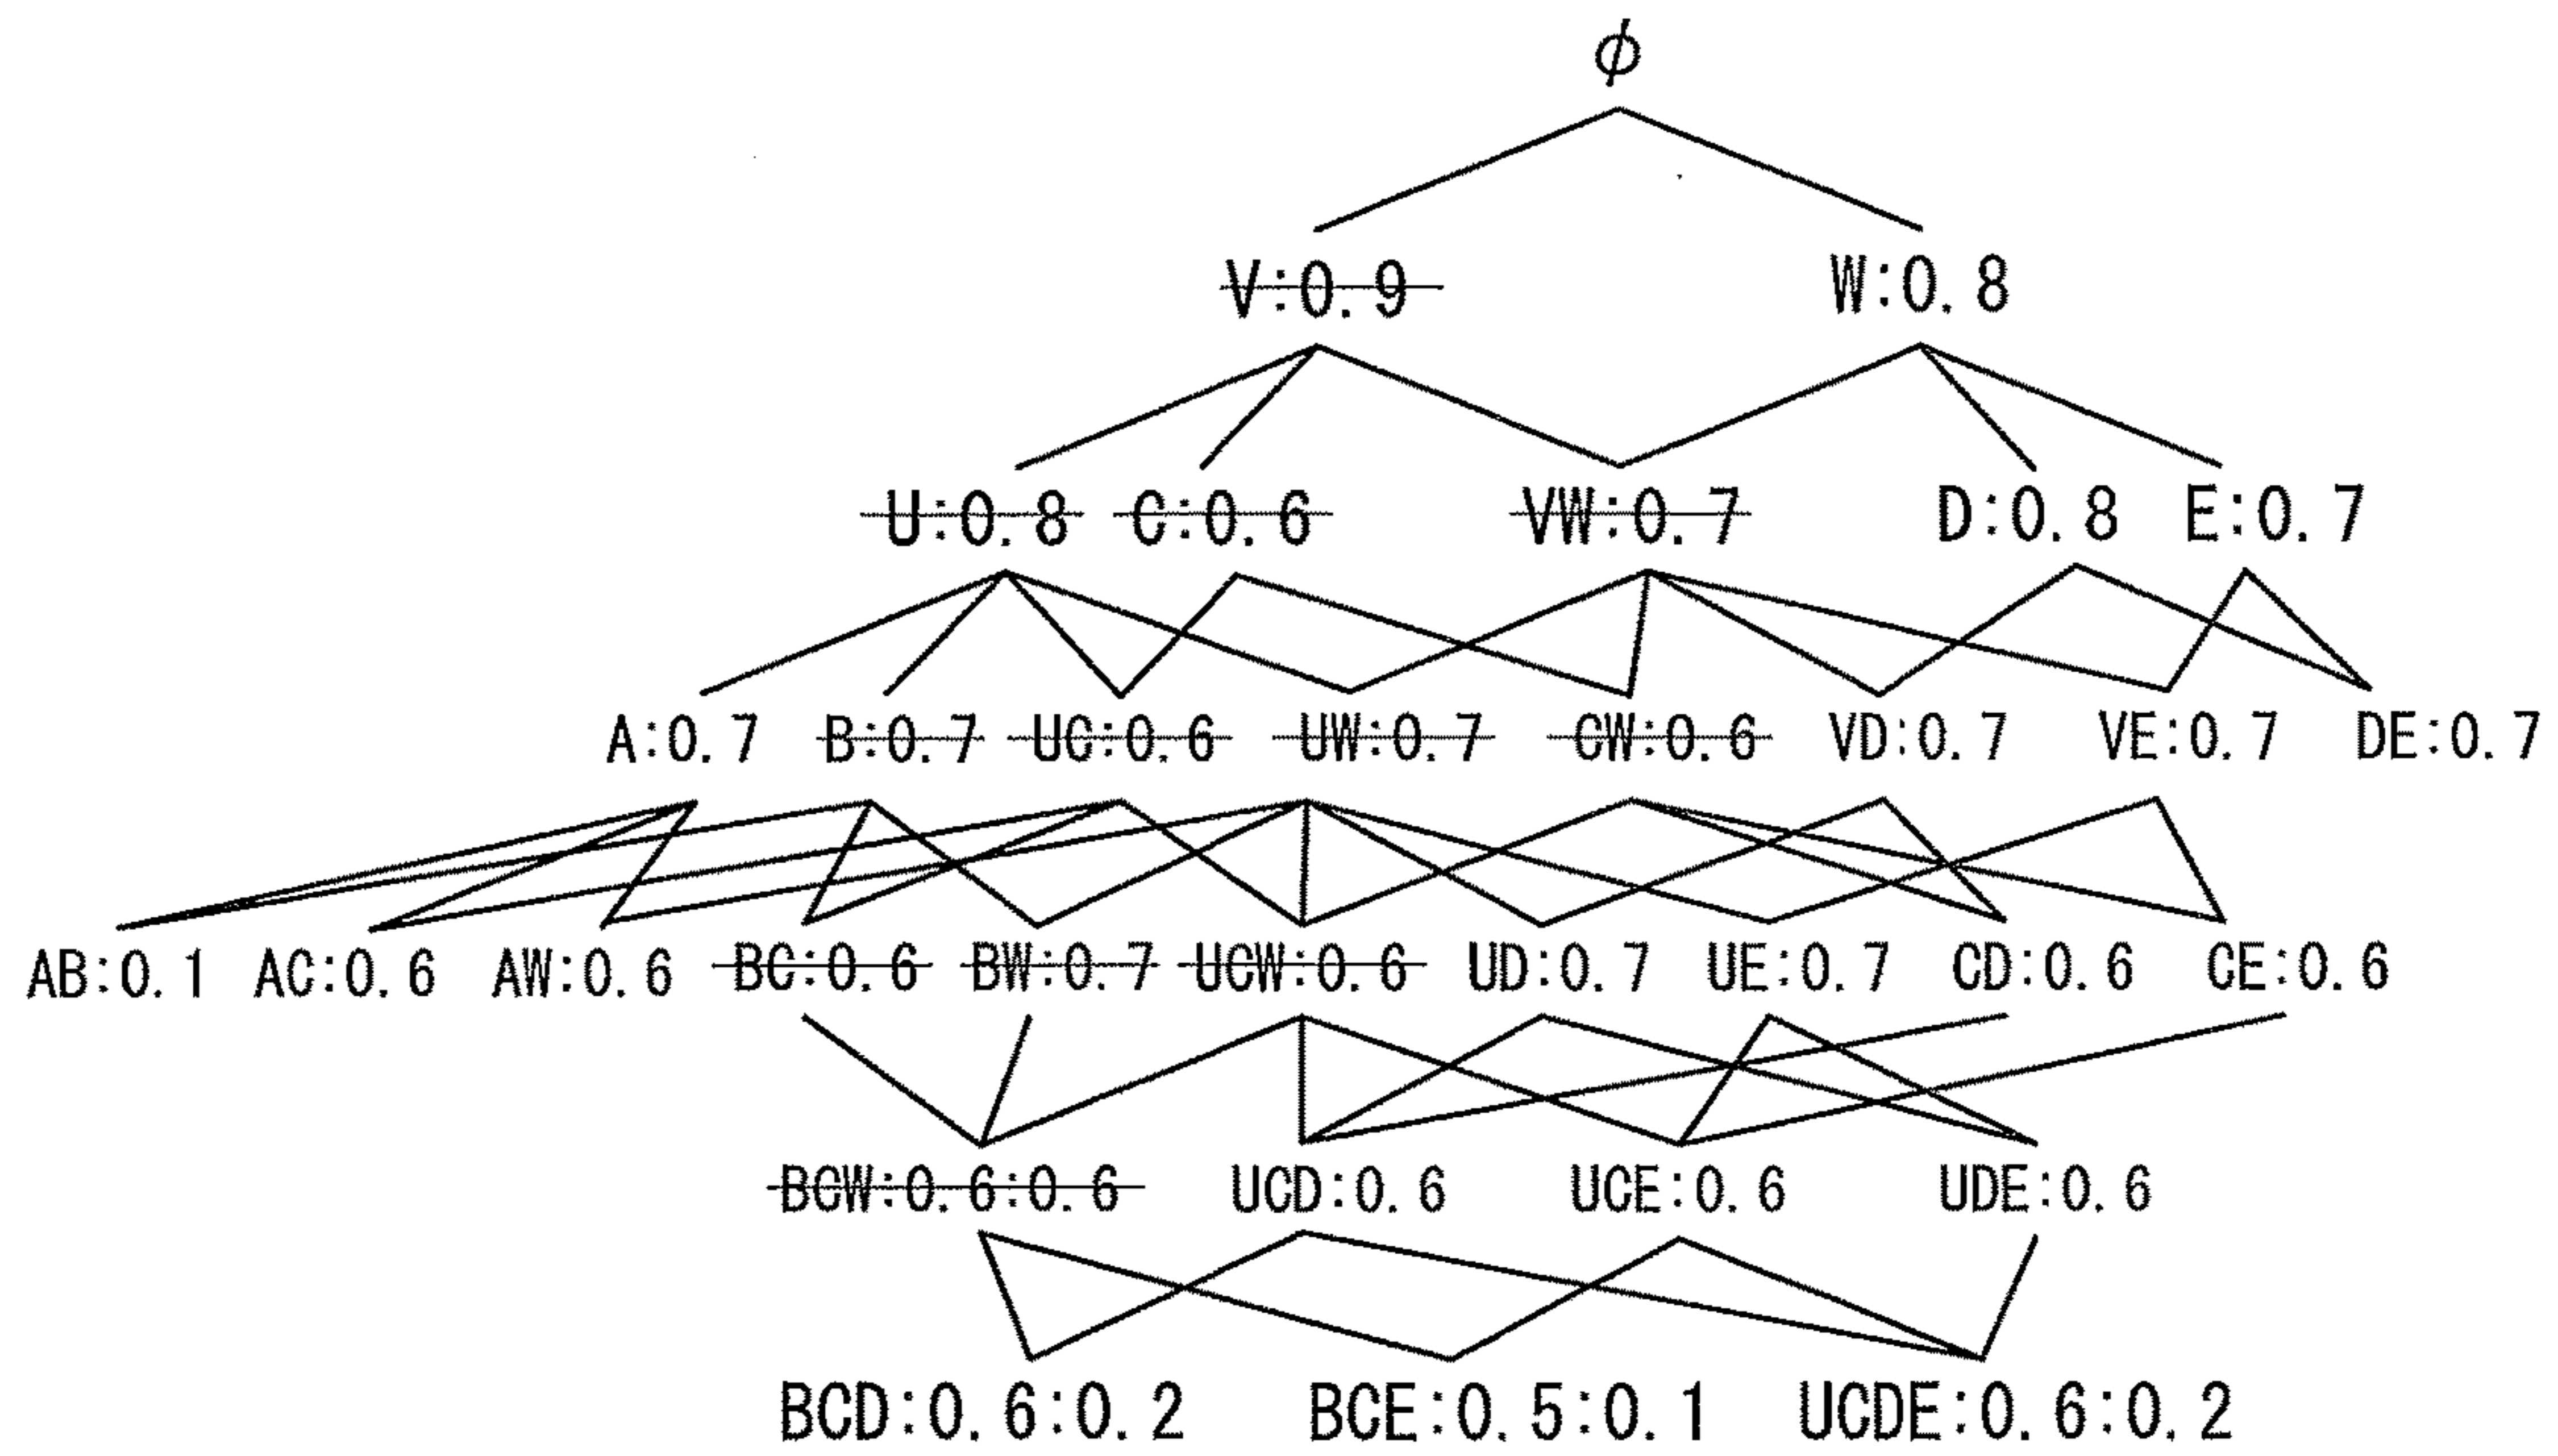 φ
V:0.9 W:0.8
U:0.8 C:0.6 VW:0.7 D:0.8 E:0.7
A:0.7 B:0.7 UC:0.6 UW:0.7 CW:0.6 VD:0.7 VE:0.7 DE:0.7
AB:0.1 AC:0.6 AW:0.6 BC:0.6 BW:0.7 UCW:0.6 UD:0.7 UE:0.7 CD:0.6 CE:0.6
BCW:0.6:0.6 UCD:0.6 UCE:0.6 UDE:0.6
BCD:0.6:0.2 BCE:0.5:0.1 UCDE:0.6:0.2